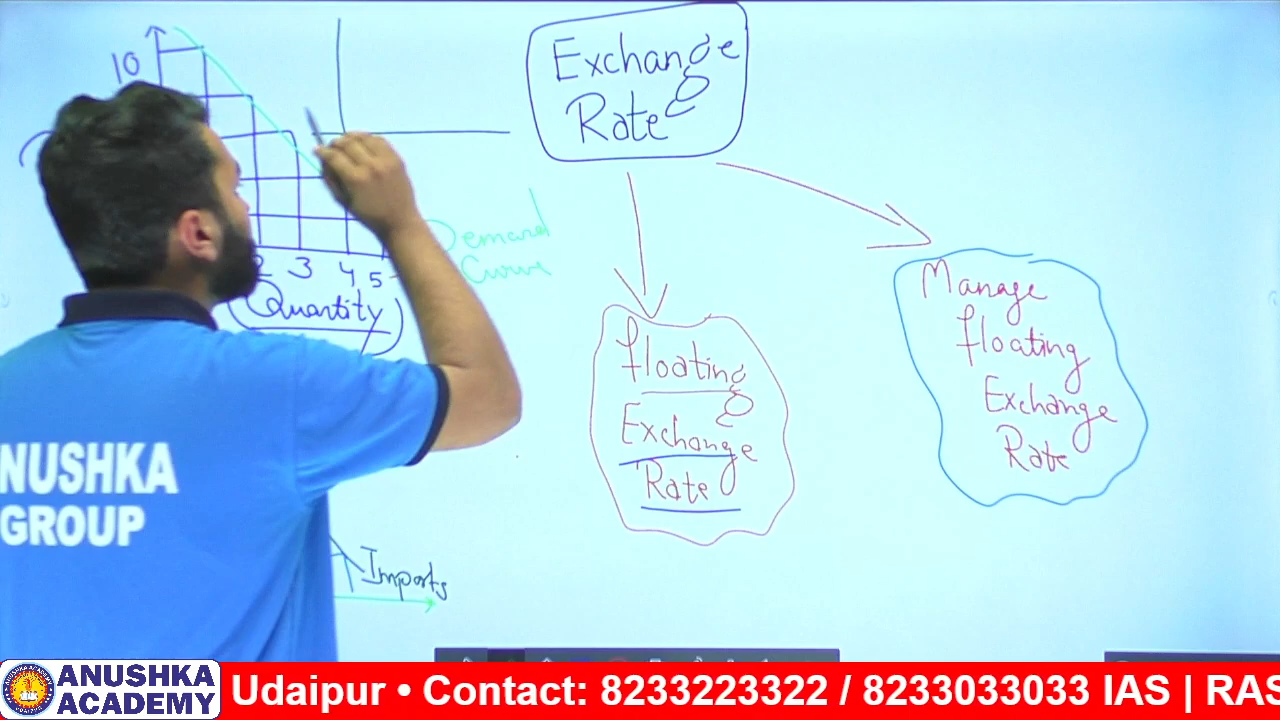 10
2 3 4 5
Quantity
Demand
Curve
Imports
Exchange
Rate
floating
Exchange
Rate
Manage
floating
Exchange
Rate
NUSHKA
GROUP
ANUSHKA
ACADEMY
Udaipur • Contact: 8233223322 / 8233033033 IAS | RAS